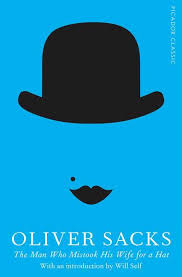 PICADOR CLASSIC
OLIVER SACKS
The Man Who Mistook His Wife for a Hat
With an introduction by Will Self